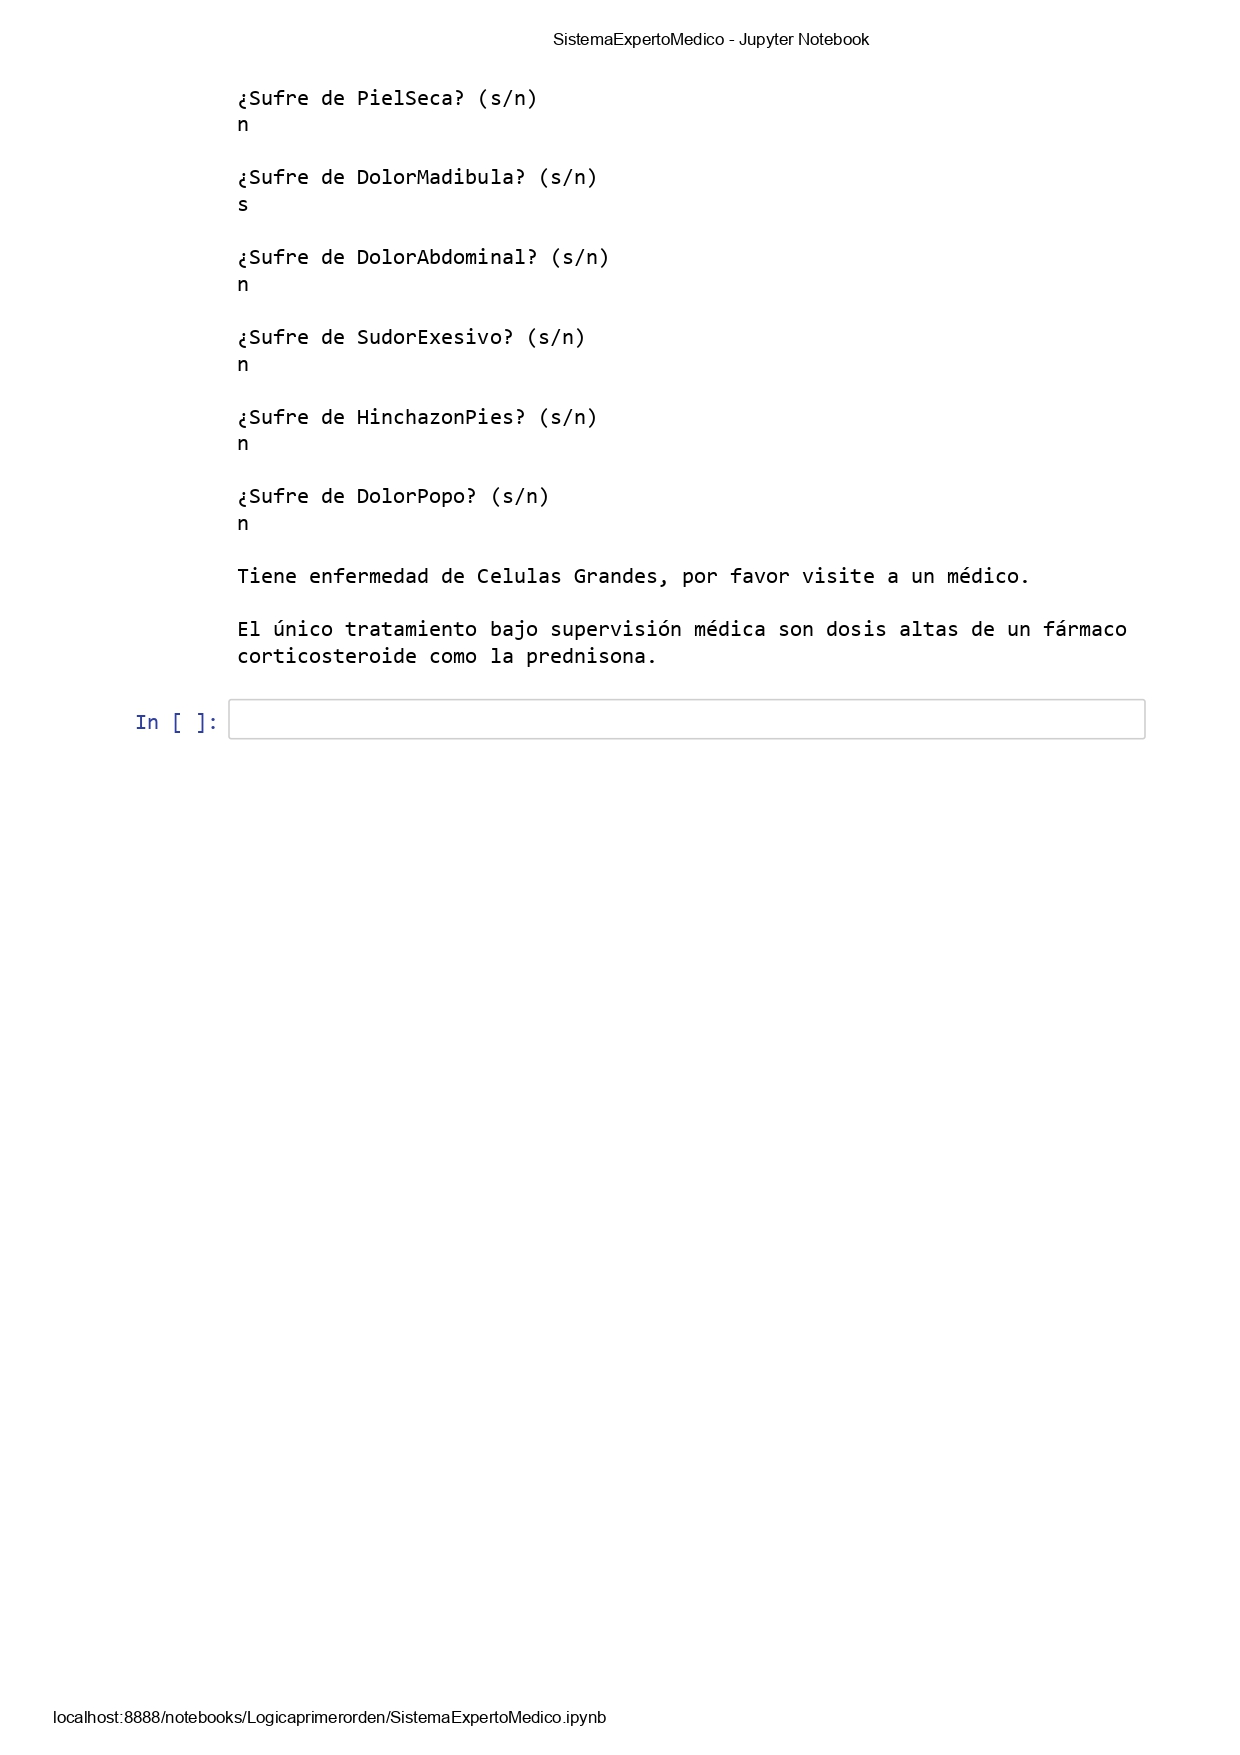 SistemaExpertoMedico - Jupyter Notebook
¿Sufre de PielSeca? (s/n)
n
¿Sufre de DolorMadibula? (s/n)
s
¿Sufre de DolorAbdominal? (s/n)
n
¿Sufre de SudorExesivo? (s/n)
n
¿Sufre de HinchazonPies? (s/n)
n
¿Sufre de DolorPopo? (s/n)
n
Tiene enfermedad de Celulas Grandes, por favor visite a un médico.
El único tratamiento bajo supervisión médica son dosis altas de un fármaco
corticosteroide como la prednisona.
In [ ]:
localhost:8888/notebooks/Logicaprimerorden/SistemaExpertoMedico.ipynb